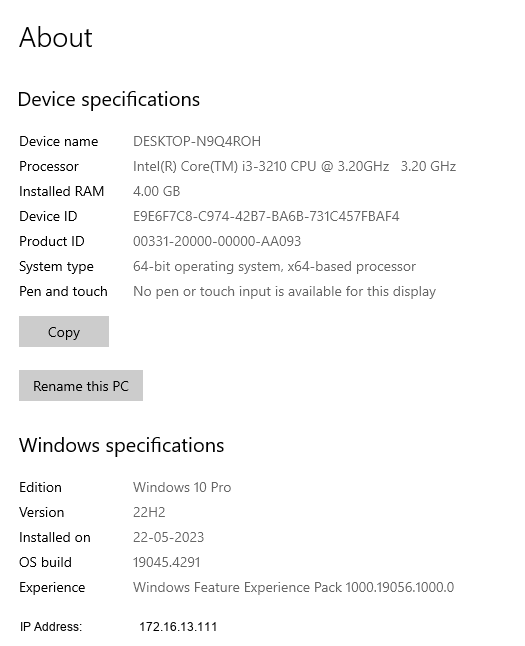 About
Device specifications
Device name DESKTOP-N9Q4ROH
Processor Intel(R) Core(TM) i3-3210 CPU @ 3.20GHz 3.20 GHz
Installed RAM 4.00 GB
Device ID E9E6F7C8-C974-42B7-BA6B-731C457FBAF4
Product ID 00331-20000-00000-AA093
System type 64-bit operating system, x64-based processor
Pen and touch No pen or touch input is available for this display
Copy
Rename this PC
Windows specifications
Edition Windows 10 Pro
Version 22H2
Installed on 22-05-2023
OS build 19045.4291
Experience Windows Feature Experience Pack 1000.19056.1000.0
IP Address: 172.16.13.111